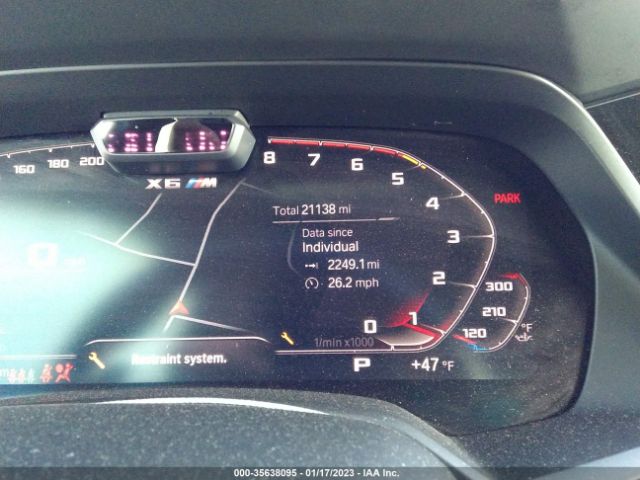 160 180 200
8 7 6 5 4 3 2 1 0
X6 M
PARK
Total 21138 mi
Data since
Individual
2249.1 mi
26.2 mph
300
210
120
°F
1/min x1000
Restraint system.
P
+47 °F
000-35638095 — 01/17/2023 — IAA Inc.